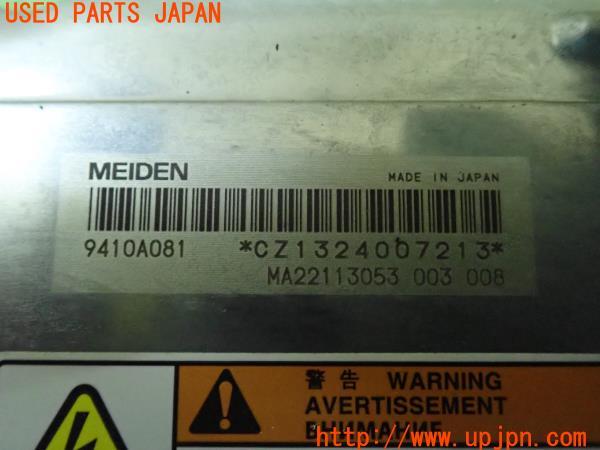 USED PARTS JAPAN
MEIDEN
MADE IN JAPAN
9410A081 *CZ1324007213*
MA22113053 003 008
警告 WARNING
AVERTISSEMENT
ВНИМАНИЕ
http://www.upjpn.com/